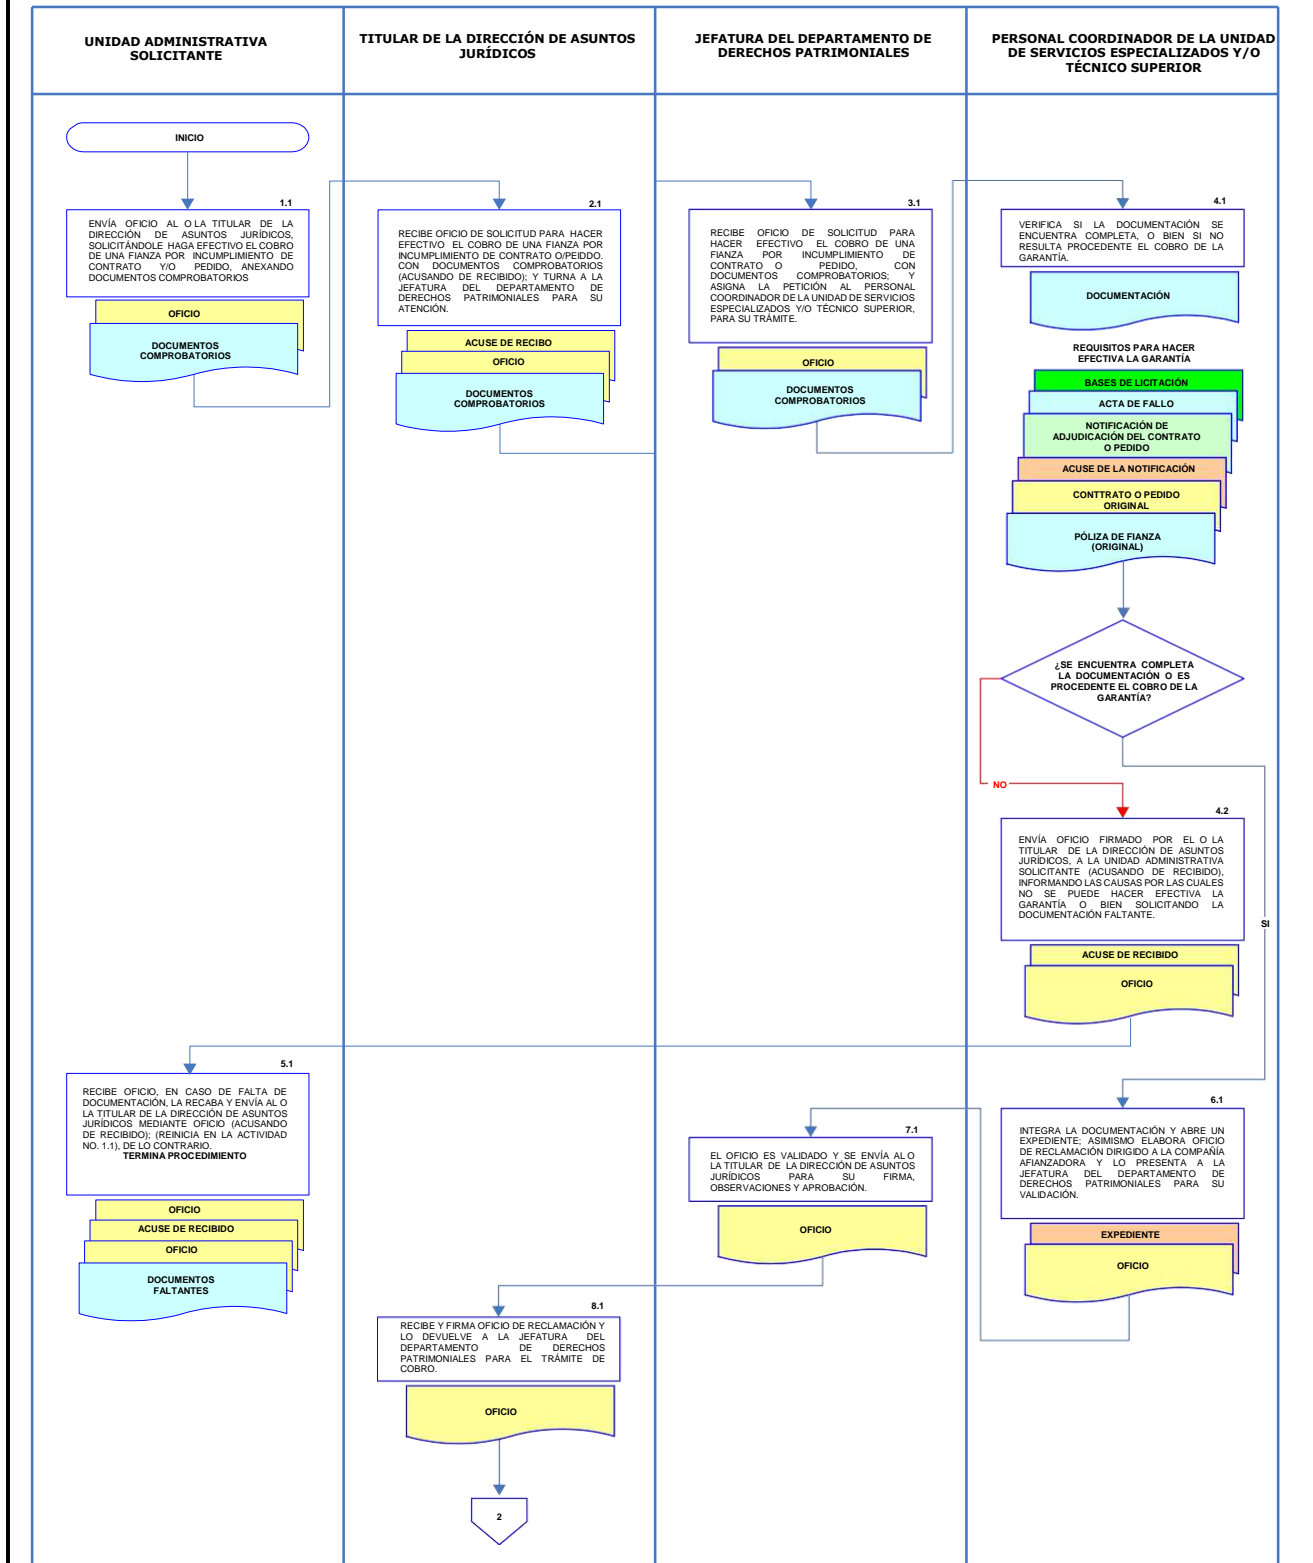 UNIDAD ADMINISTRATIVA
SOLICITANTE
TITULAR DE LA DIRECCIÓN DE ASUNTOS
JURÍDICOS
JEFATURA DEL DEPARTAMENTO DE
DERECHOS PATRIMONIALES
PERSONAL COORDINADOR DE LA UNIDAD
DE SERVICIOS ESPECIALIZADOS Y/O
TÉCNICO SUPERIOR
INICIO
1.1
ENVÍA OFICIO AL O LA TITULAR DE LA
DIRECCIÓN DE ASUNTOS JURÍDICOS,
SOLICITÁNDOLE HAGA EFECTIVO EL COBRO
DE UNA FIANZA POR INCUMPLIMIENTO DE
CONTRATO Y/O PEDIDO, ANEXANDO
DOCUMENTOS COMPROBATORIOS
OFICIO
DOCUMENTOS
COMPROBATORIOS
2.1
RECIBE OFICIO DE SOLICITUD PARA HACER
EFECTIVO EL COBRO DE UNA FIANZA POR
INCUMPLIMIENTO DE CONTRATO O/PEIDDO.
CON DOCUMENTOS COMPROBATORIOS
(ACUSANDO DE RECIBIDO); Y TURNA A LA
JEFATURA DEL DEPARTAMENTO DE
DERECHOS PATRIMONIALES PARA SU
ATENCIÓN.
ACUSE DE RECIBO
OFICIO
DOCUMENTOS
COMPROBATORIOS
3.1
RECIBE OFICIO DE SOLICITUD PARA
HACER EFECTIVO EL COBRO DE UNA
FIANZA POR INCUMPLIMIENTO DE
CONTRATO O PEDIDO, CON
DOCUMENTOS COMPROBATORIOS; Y
ASIGNA LA PETICIÓN AL PERSONAL
COORDINADOR DE LA UNIDAD DE SERVICIOS
ESPECIALIZADOS Y/O TÉCNICO SUPERIOR,
PARA SU TRÁMITE.
OFICIO
DOCUMENTOS
COMPROBATORIOS
4.1
VERIFICA SI LA DOCUMENTACIÓN SE
ENCUENTRA COMPLETA, O BIEN SI NO
RESULTA PROCEDENTE EL COBRO DE LA
GARANTÍA.
DOCUMENTACIÓN
REQUISITOS PARA HACER
EFECTIVA LA GARANTÍA
BASES DE LICITACIÓN
ACTA DE FALLO
NOTIFICACIÓN DE
ADJUDICACIÓN DEL CONTRATO
O PEDIDO
ACUSE DE LA NOTIFICACIÓN
CONTTRATO O PEDIDO
ORIGINAL
PÓLIZA DE FIANZA
(ORIGINAL)
¿SE ENCUENTRA COMPLETA
LA DOCUMENTACIÓN O ES
PROCEDENTE EL COBRO DE LA
GARANTÍA?
NO
4.2
ENVÍA OFICIO FIRMADO POR EL O LA
TITULAR DE LA DIRECCIÓN DE ASUNTOS
JURÍDICOS, A LA UNIDAD ADMINISTRATIVA
SOLICITANTE (ACUSANDO DE RECIBIDO),
INFORMANDO LAS CAUSAS POR LAS CUALES
NO SE PUEDE HACER EFECTIVA LA
GARANTÍA O BIEN SOLICITANDO LA
DOCUMENTACIÓN FALTANTE.
SI
ACUSE DE RECIBIDO
OFICIO
5.1
RECIBE OFICIO, EN CASO DE FALTA DE
DOCUMENTACIÓN, LA RECABA Y ENVÍA AL O
LA TITULAR DE LA DIRECCIÓN DE ASUNTOS
JURÍDICOS MEDIANTE OFICIO (ACUSANDO
DE RECIBIDO); (REINICIA EN LA ACTIVIDAD
NO. 1.1), DE LO CONTRARIO.
TERMINA PROCEDIMIENTO
OFICIO
ACUSE DE RECIBIDO
OFICIO
DOCUMENTOS
FALTANTES
6.1
INTEGRA LA DOCUMENTACIÓN Y ABRE UN
EXPEDIENTE; ASIMISMO ELABORA OFICIO
DE RECLAMACIÓN DIRIGIDO A LA COMPAÑÍA
AFIANZADORA Y LO PRESENTA A LA
JEFATURA DEL DEPARTAMENTO DE
DERECHOS PATRIMONIALES PARA SU
VALIDACIÓN.
EXPEDIENTE
OFICIO
7.1
EL OFICIO ES VALIDADO Y SE ENVÍA AL O
LA TITULAR DE LA DIRECCIÓN DE ASUNTOS
JURÍDICOS PARA SU FIRMA,
OBSERVACIONES Y APROBACIÓN.
OFICIO
8.1
RECIBE Y FIRMA OFICIO DE RECLAMACIÓN Y
LO DEVUELVE A LA JEFATURA DEL
DEPARTAMENTO DE DERECHOS
PATRIMONIALES PARA EL TRÁMITE DE
COBRO.
OFICIO
2